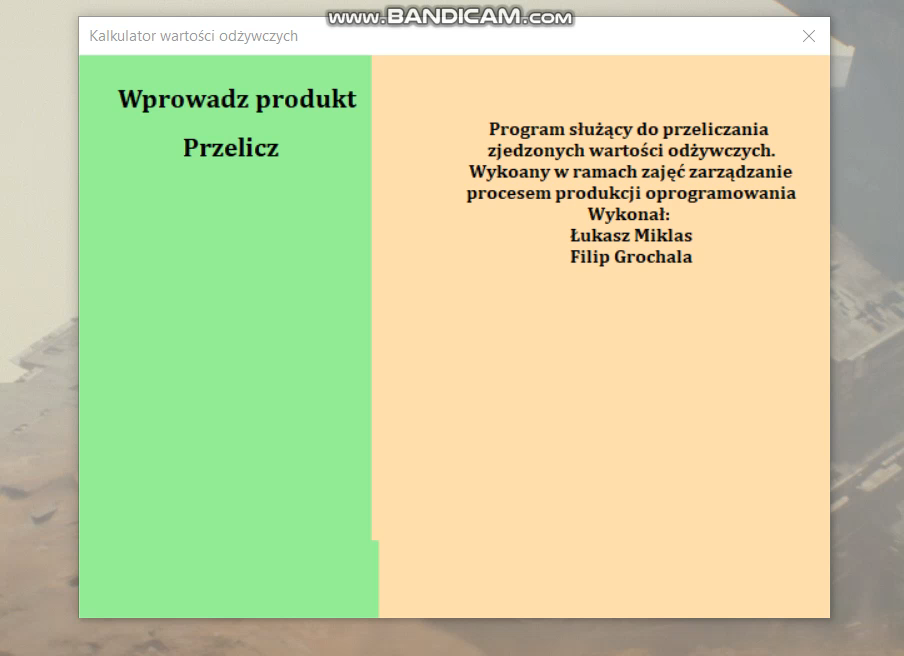 www.BANDICAM.com
Kalkulator wartości odżywczych
Wprowadz produkt
Przelicz
Program służący do przeliczania
zjedzonych wartości odżywczych.
Wykoany w ramach zajęć zarządzanie
procesem produkcji oprogramowania
Wykonał:
Łukasz Miklas
Filip Grochala